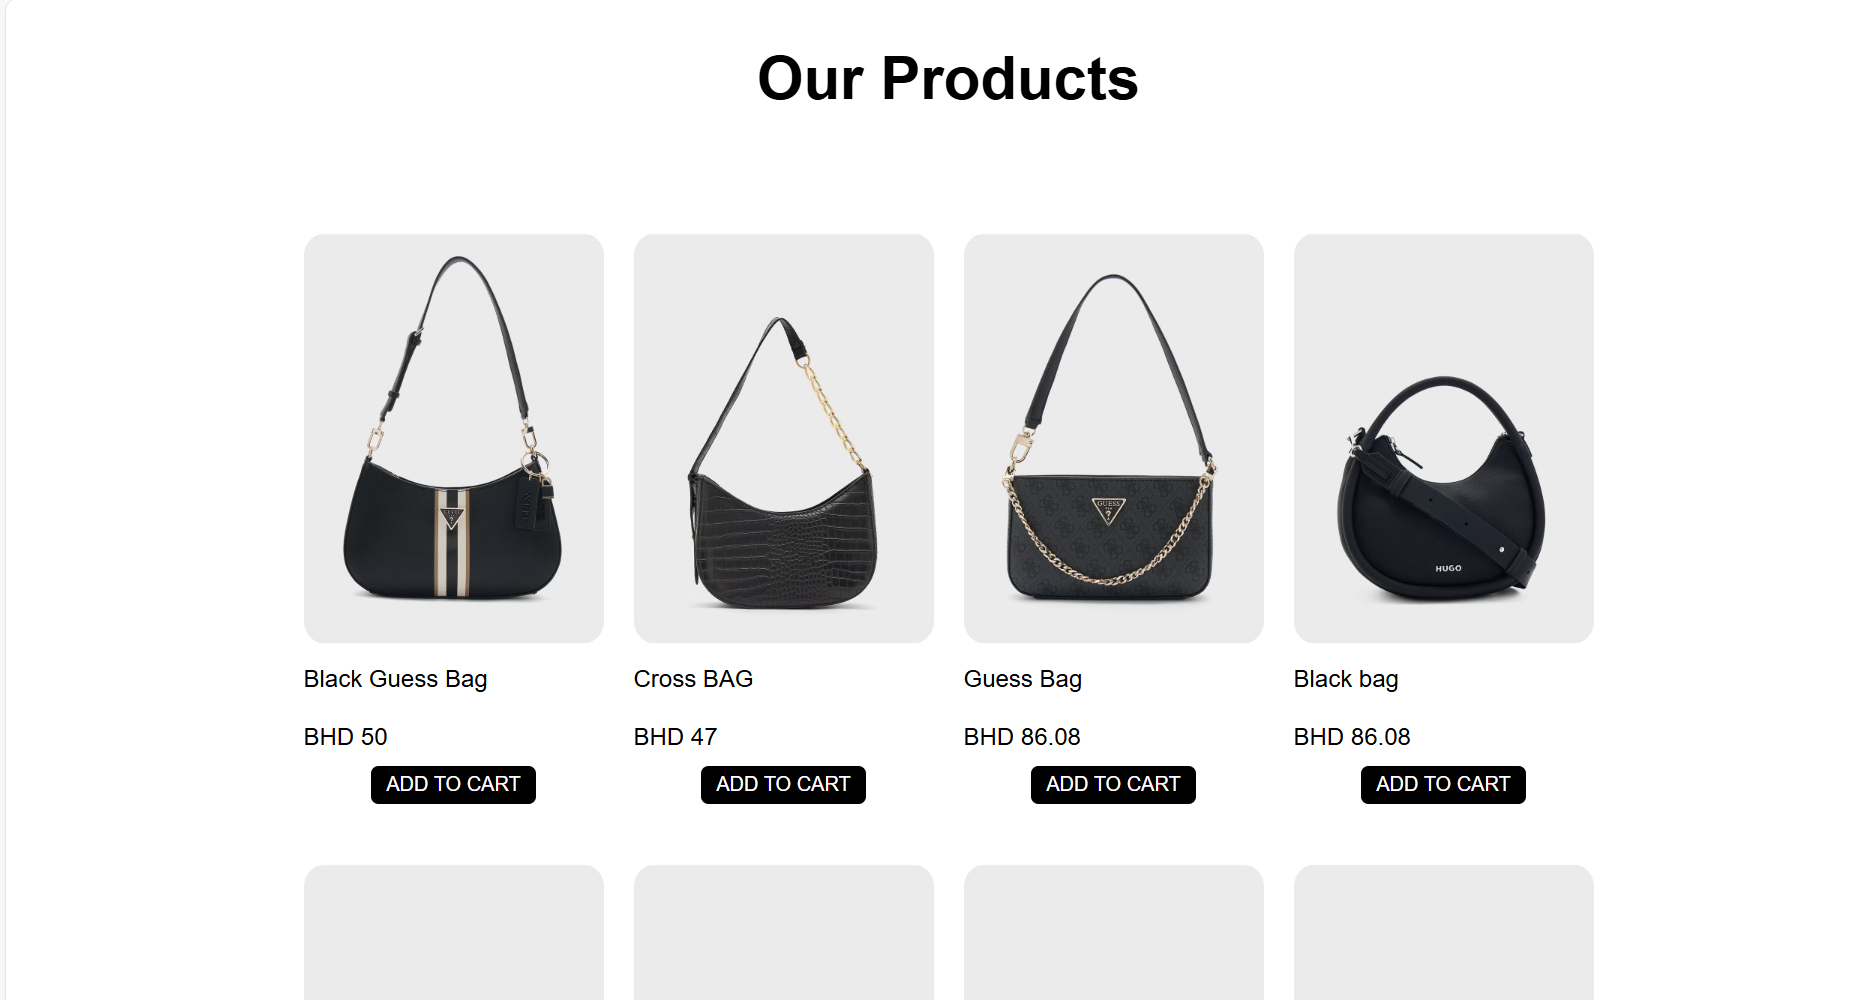 Our Products
GUESS
?
GUESS
?
HUGO
Black Guess Bag
Cross BAG
Guess Bag
Black bag
BHD 50
BHD 47
BHD 86.08
BHD 86.08
ADD TO CART
ADD TO CART
ADD TO CART
ADD TO CART